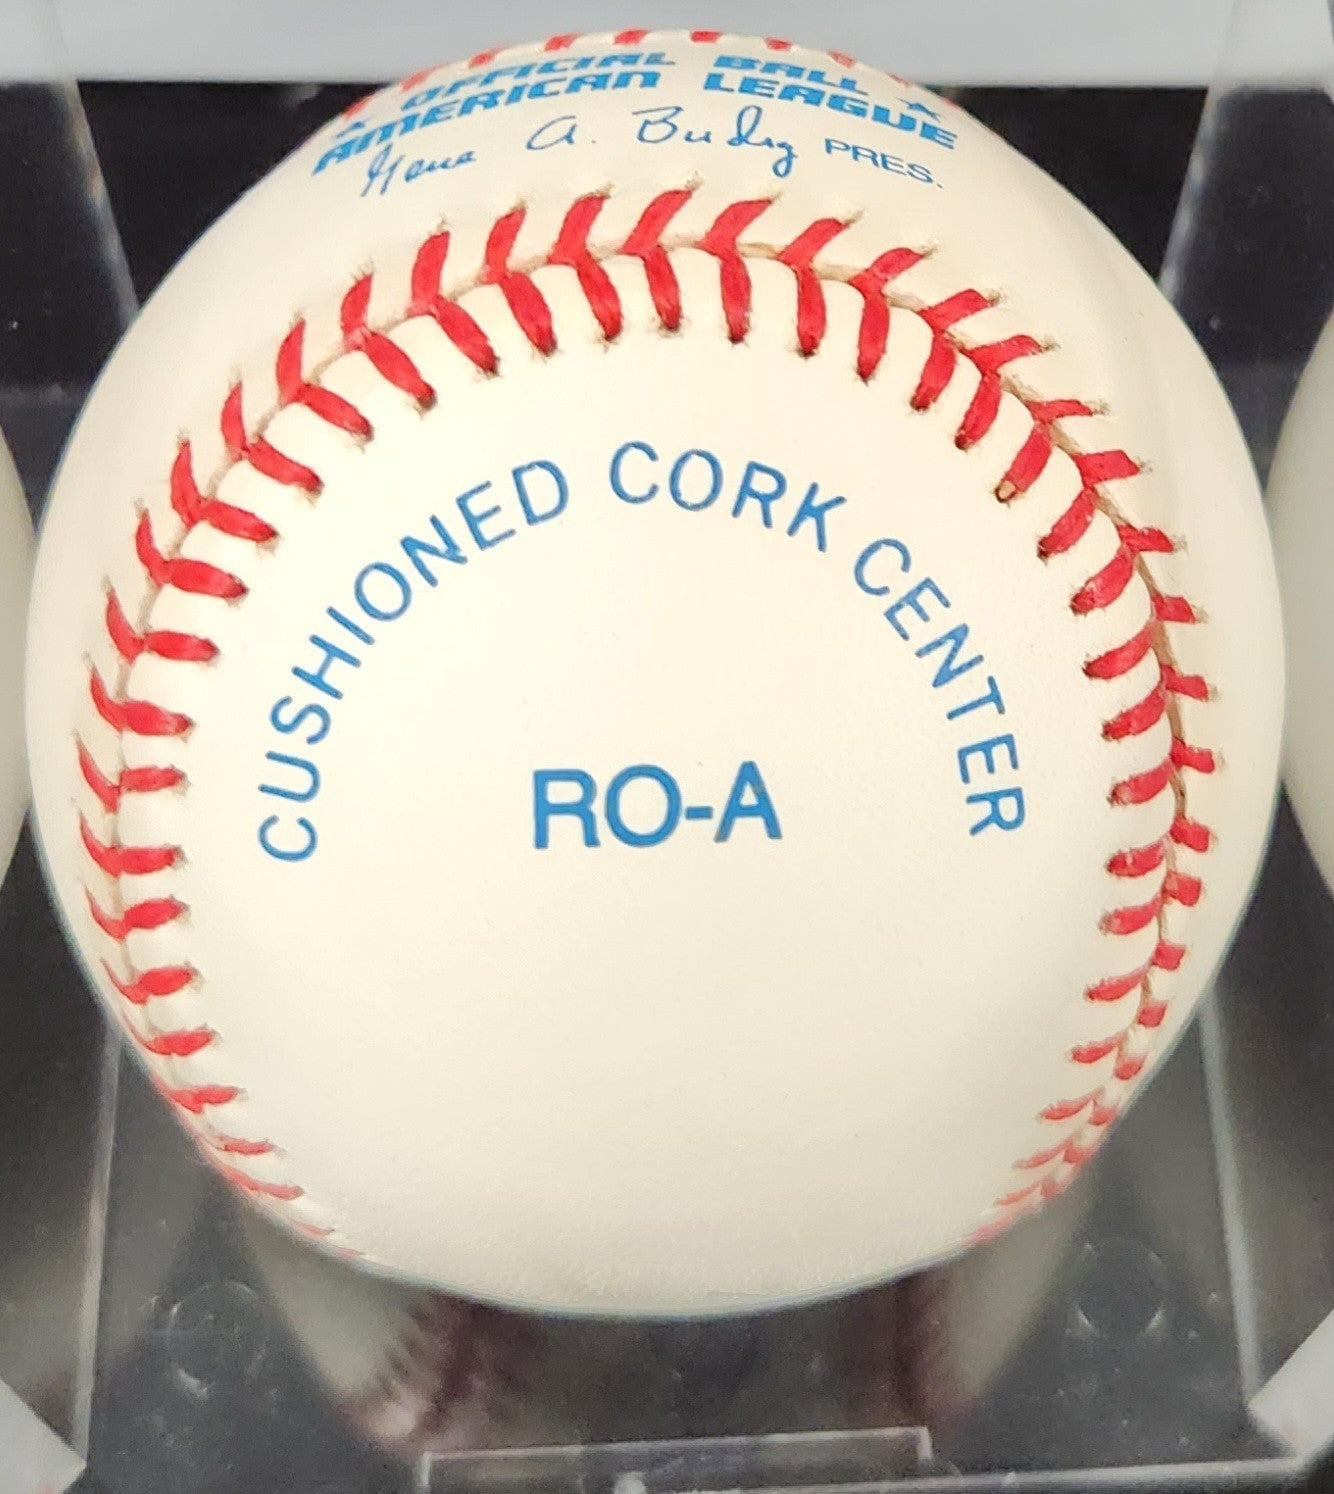 OFFICIAL BALL
AMERICAN LEAGUE
Gene A. Budig PRES.
CUSHIONED CORK CENTER
RO-A